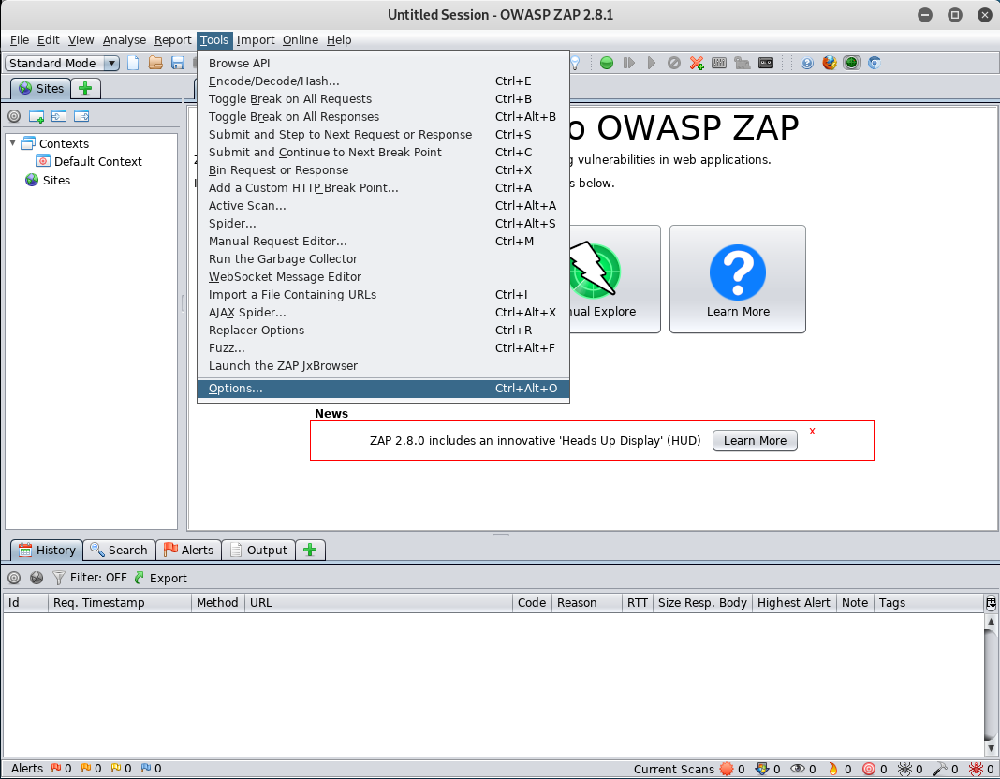 Untitled Session - OWASP ZAP 2.8.1
File Edit View Analyse Report Tools Import Online Help
Standard Mode
Sites
Contexts
Default Context
Sites
Browse API
Encode/Decode/Hash... Ctrl+E
Toggle Break on All Requests Ctrl+B
Toggle Break on All Responses Ctrl+Alt+B
Submit and Step to Next Request or Response Ctrl+S
Submit and Continue to Next Break Point Ctrl+C
Bin Request or Response Ctrl+X
Add a Custom HTTP Break Point... Ctrl+A
Active Scan... Ctrl+Alt+A
Spider... Ctrl+Alt+S
Manual Request Editor... Ctrl+M
Run the Garbage Collector
WebSocket Message Editor
Import a File Containing URLs Ctrl+I
AJAX Spider... Ctrl+Alt+X
Replacer Options Ctrl+R
Fuzz... Ctrl+Alt+F
Launch the ZAP JxBrowser
Options... Ctrl+Alt+O
o OWASP ZAP
g vulnerabilities in web applications.
s below.
ual Explore
Learn More
News
ZAP 2.8.0 includes an innovative 'Heads Up Display' (HUD) Learn More x
History Search Alerts Output
Filter: OFF Export
Id Req. Timestamp Method URL Code Reason RTT Size Resp. Body Highest Alert Note Tags
Alerts 0 0 0 0 Current Scans 0 0 0 0 0 0 0 0